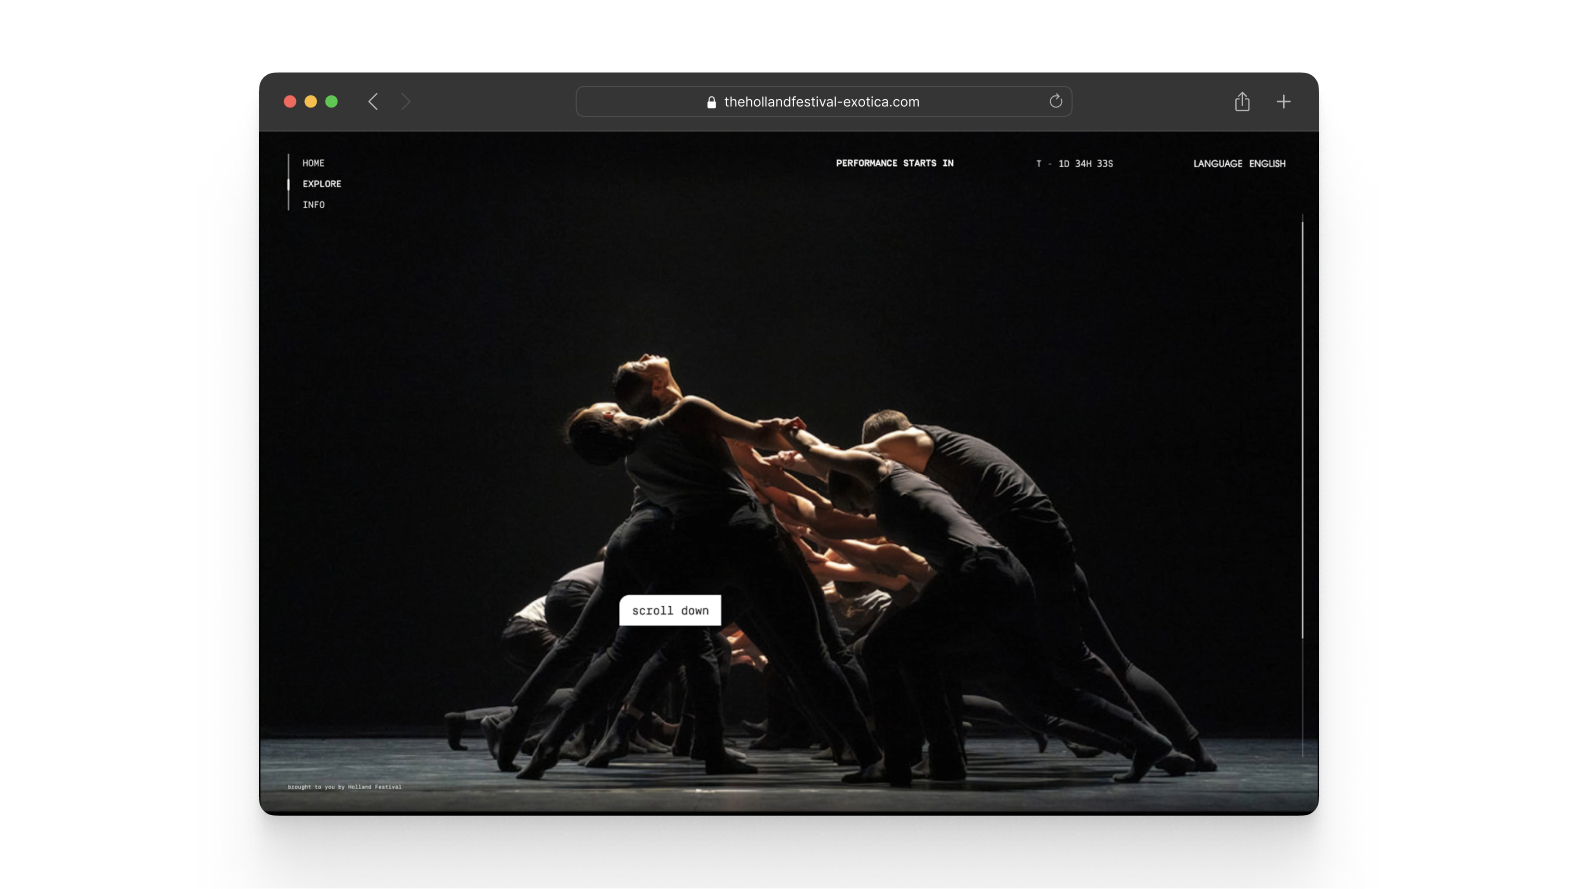 thehollandfestival-exotica.com
HOME
EXPLORE
INFO
PERFORMANCE STARTS IN
T - 1D 34H 33S
LANGUAGE ENGLISH
scroll down
brought to you by Holland Festival